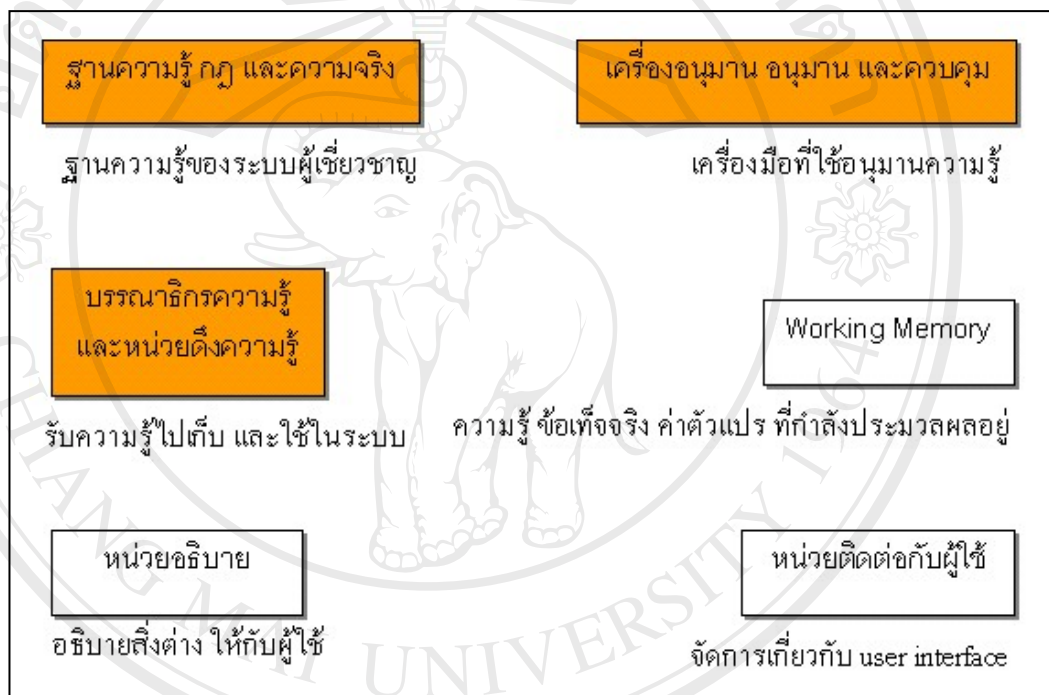 ฐานความรู้ กฎ และความจริง
เครื่องอนุมาน อนุมาน และควบคุม
ฐานความรู้ของระบบผู้เชี่ยวชาญ
เครื่องมือที่ใช้อนุมานความรู้
บรรณาธิกรความรู้
และหน่วยดึงความรู้
Working Memory
รับความรู้ไปเก็บ และใช้ในระบบ
ความรู้ ข้อเท็จจริง ค่าตัวแปร ที่กำลังประมวลผลอยู่
หน่วยอธิบาย
หน่วยติดต่อกับผู้ใช้
อธิบายสิ่งต่าง ให้กับผู้ใช้
จัดการเกี่ยวกับ user interface
CHIANG MAI UNIVERSITY 1964